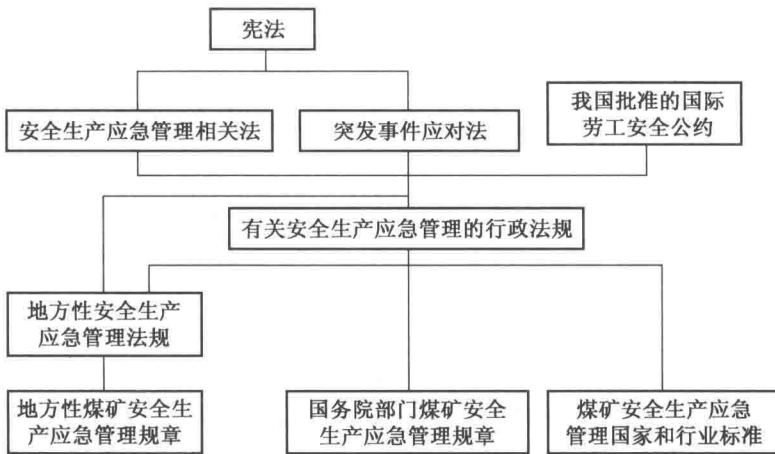 宪法
安全生产应急管理相关法
突发事件应对法
我国批准的国际
劳工安全公约
有关安全生产应急管理的行政法规
地方性安全生产
应急管理法规
地方性煤矿安全生
产应急管理规章
国务院部门煤矿安全
生产应急管理规章
煤矿安全生产应急
管理国家和行业标准